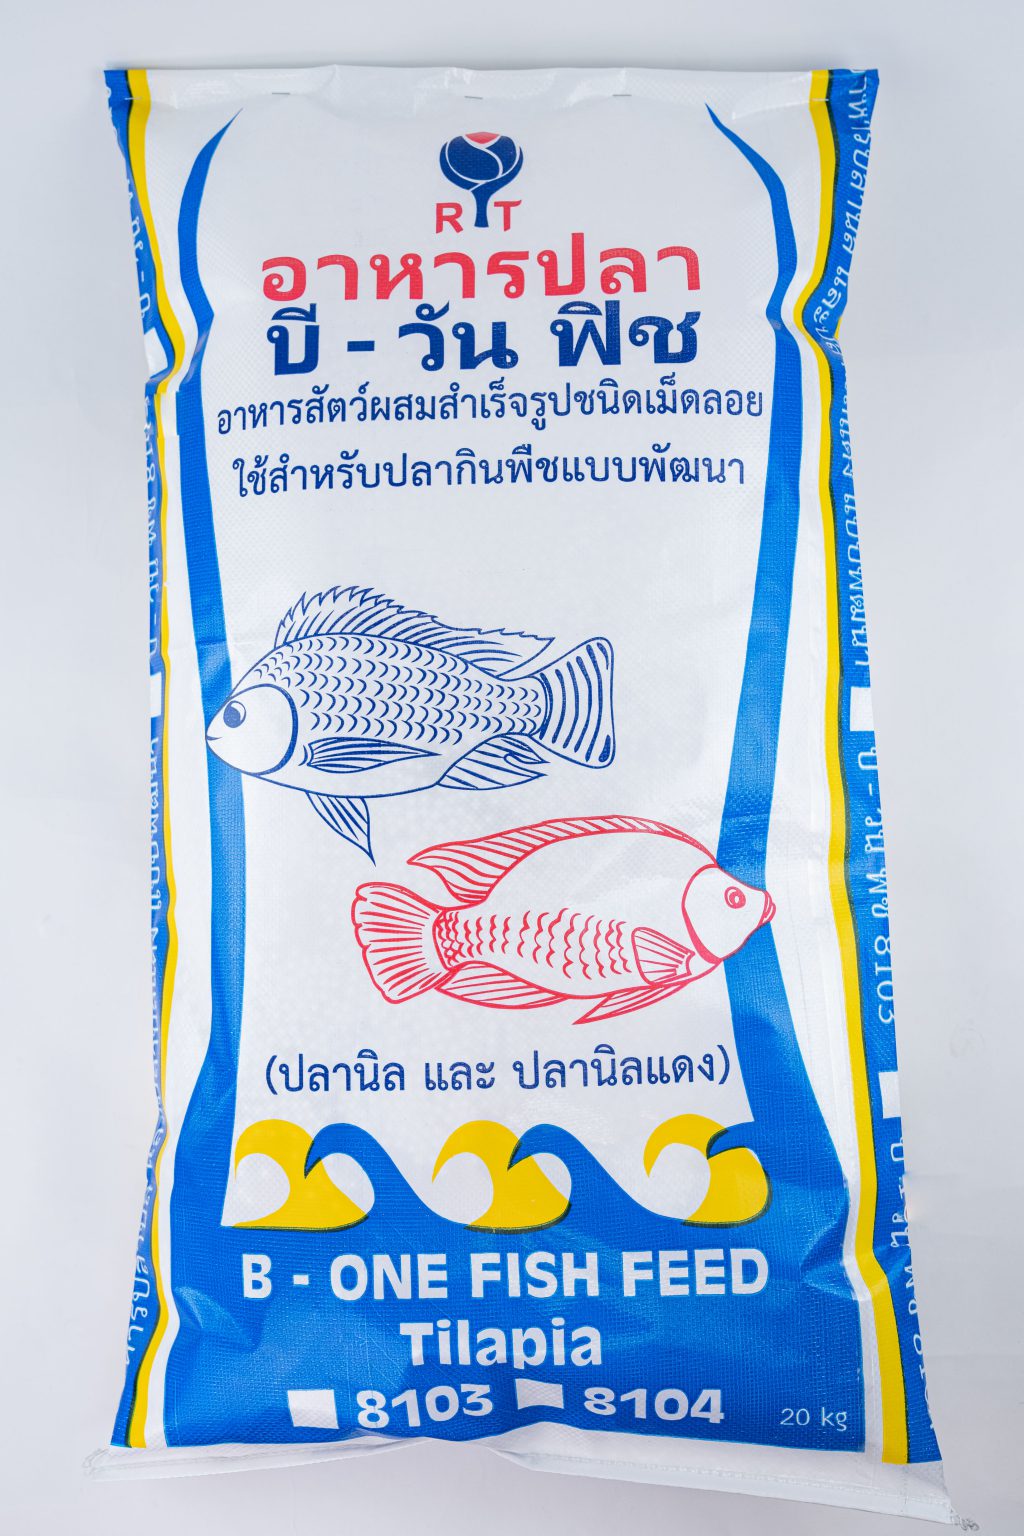 R T
อาหารปลา
บี - วัน ฟิช
อาหารสัตว์ผสมสำเร็จรูปชนิดเม็ดลอย
ใช้สำหรับปลากินพืชแบบพัฒนา
(ปลานิล และ ปลานิลแดง)
B - ONE FISH FEED
Tilapia
8103 8104
20 kg